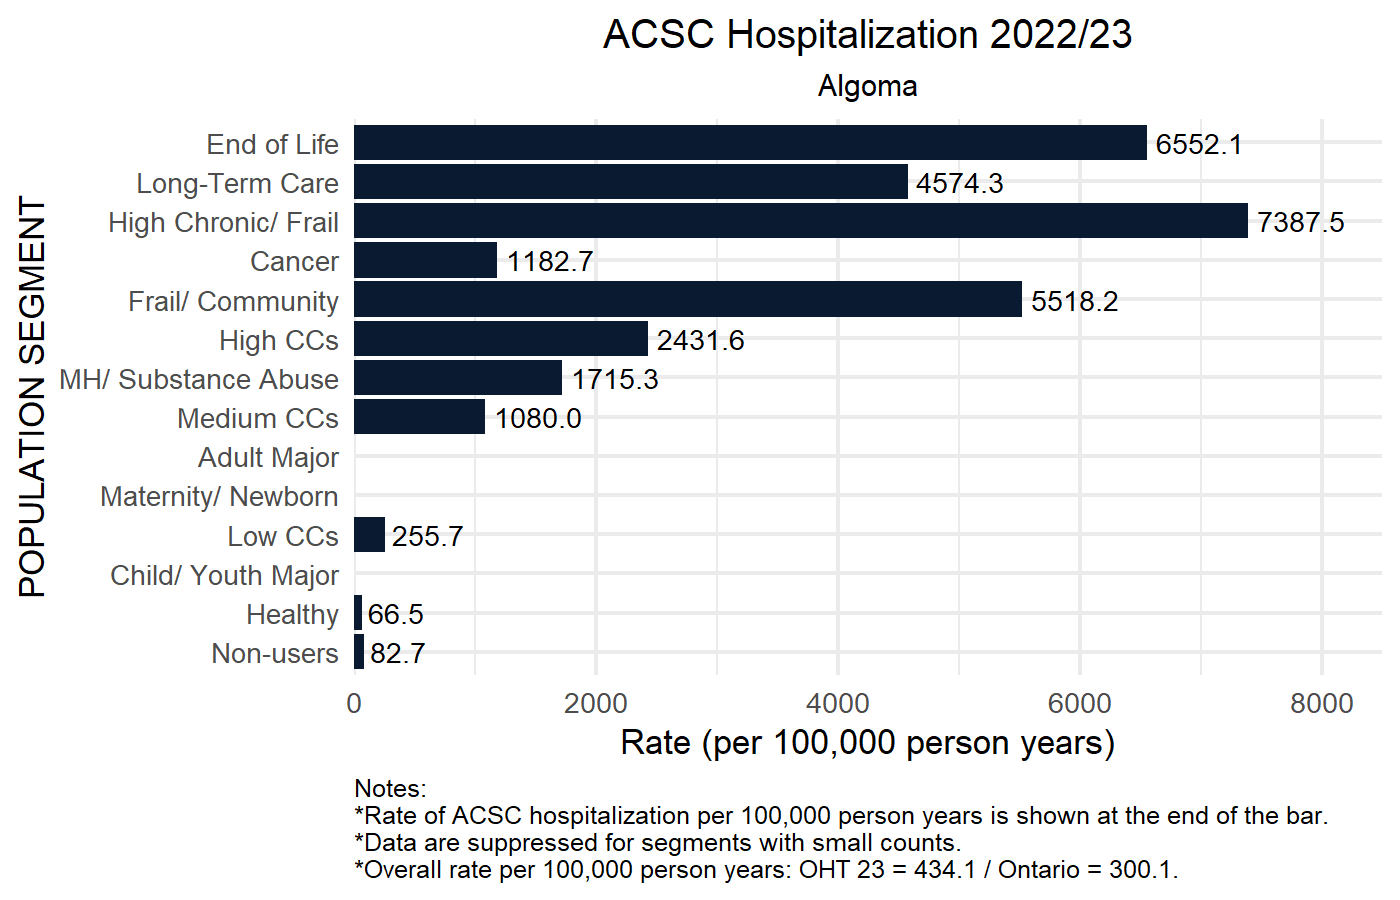 ACSC Hospitalization 2022/23
Algoma
POPULATION SEGMENT
End of Life 6552.1
Long-Term Care 4574.3
High Chronic/ Frail 7387.5
Cancer 1182.7
Frail/ Community 5518.2
High CCs 2431.6
MH/ Substance Abuse 1715.3
Medium CCs 1080.0
Adult Major
Maternity/ Newborn
Low CCs 255.7
Child/ Youth Major
Healthy 66.5
Non-users 82.7
0 2000 4000 6000 8000
Rate (per 100,000 person years)
Notes:
*Rate of ACSC hospitalization per 100,000 person years is shown at the end of the bar.
*Data are suppressed for segments with small counts.
*Overall rate per 100,000 person years: OHT 23 = 434.1 / Ontario = 300.1.